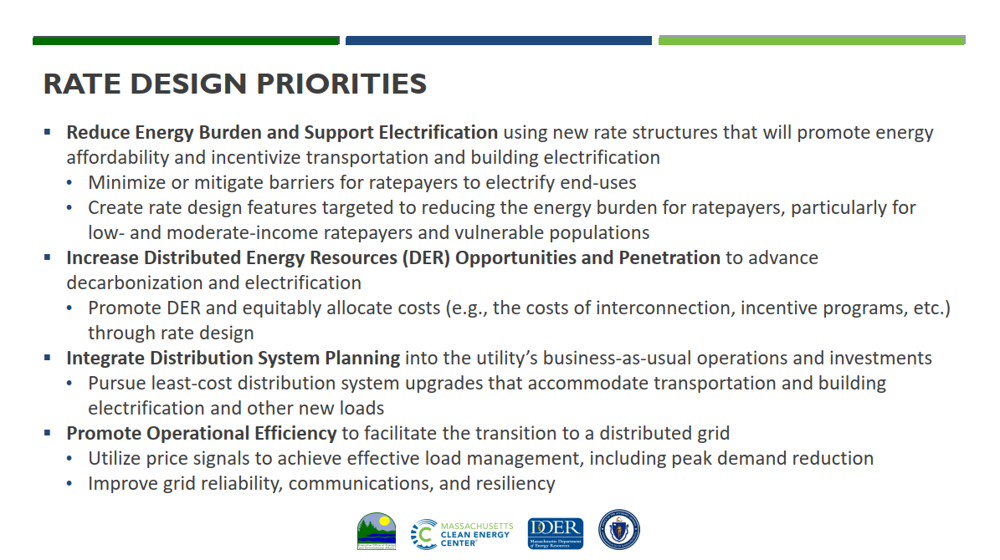 RATE DESIGN PRIORITIES
▪ Reduce Energy Burden and Support Electrification using new rate structures that will promote energy
affordability and incentivize transportation and building electrification
• Minimize or mitigate barriers for ratepayers to electrify end-uses
• Create rate design features targeted to reducing the energy burden for ratepayers, particularly for
low- and moderate-income ratepayers and vulnerable populations
▪ Increase Distributed Energy Resources (DER) Opportunities and Penetration to advance
decarbonization and electrification
• Promote DER and equitably allocate costs (e.g., the costs of interconnection, incentive programs, etc.)
through rate design
▪ Integrate Distribution System Planning into the utility’s business-as-usual operations and investments
• Pursue least-cost distribution system upgrades that accommodate transportation and building
electrification and other new loads
▪ Promote Operational Efficiency to facilitate the transition to a distributed grid
• Utilize price signals to achieve effective load management, including peak demand reduction
• Improve grid reliability, communications, and resiliency
MASSACHUSETTS
CLEAN ENERGY
CENTER
DOER
Massachusetts Department
of Energy Resources